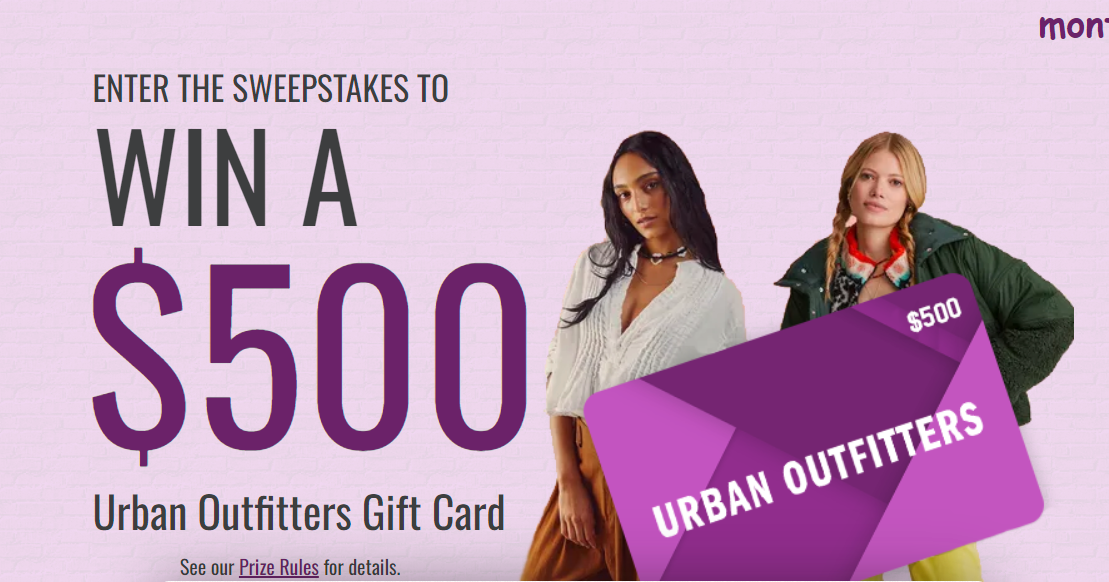 mon
ENTER THE SWEEPSTAKES TO
WIN A
$500
Urban Outfitters Gift Card
See our Prize Rules for details.
$500
URBAN OUTFITTERS